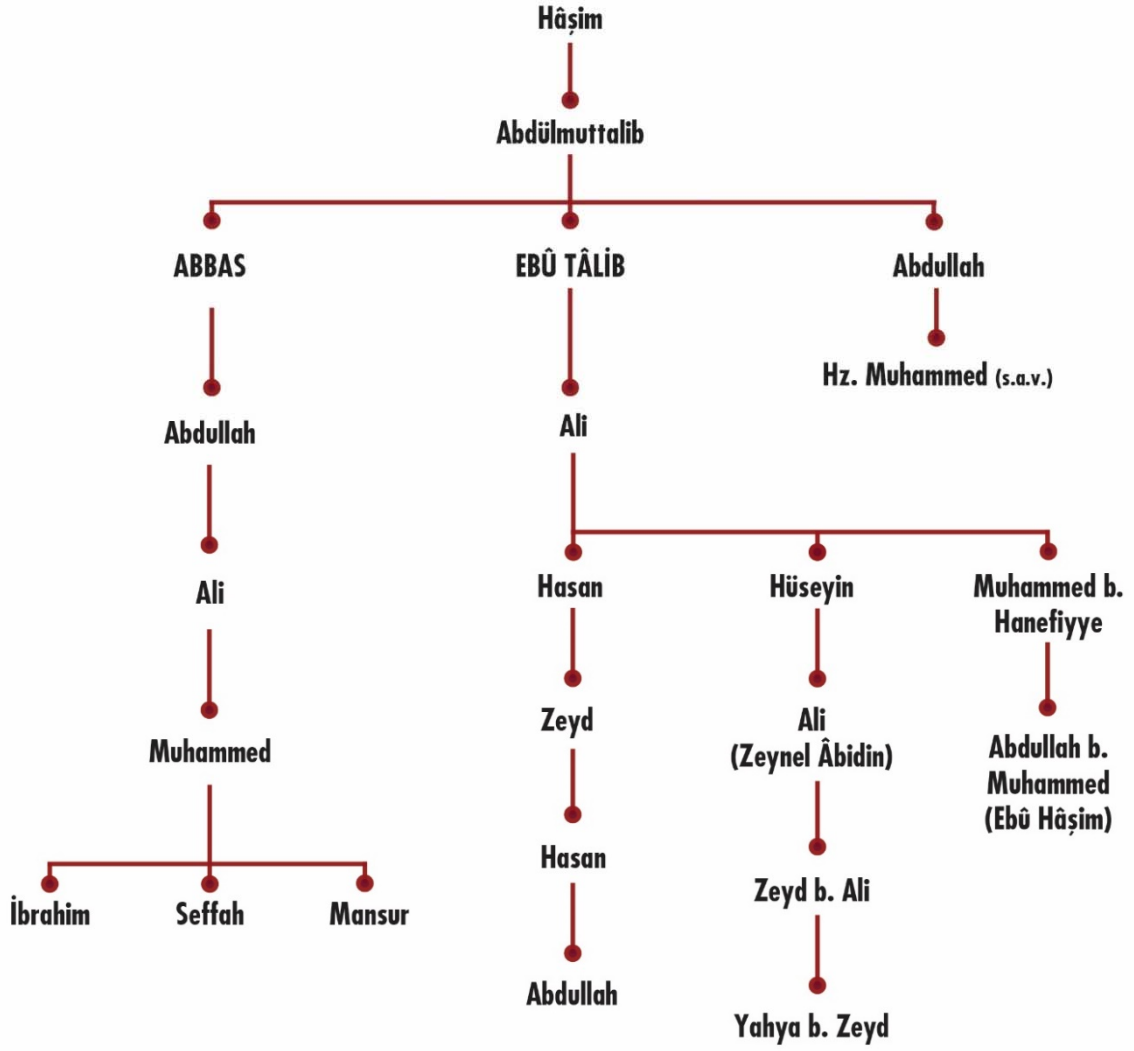 Hâşim
Abdülmuttalib
ABBAS
EBÛ TÂLİB
Abdullah
Hz. Muhammed (s.a.v.)
Abdullah
Ali
Ali
Hasan
Hüseyin
Muhammed b.
Hanefiyye
Muhammed
Zeyd
Ali
(Zeynel Âbidin)
Abdullah b.
Muhammed
(Ebû Hâşim)
Hasan
Zeyd b. Ali
İbrahim
Seffah
Mansur
Abdullah
Yahya b. Zeyd